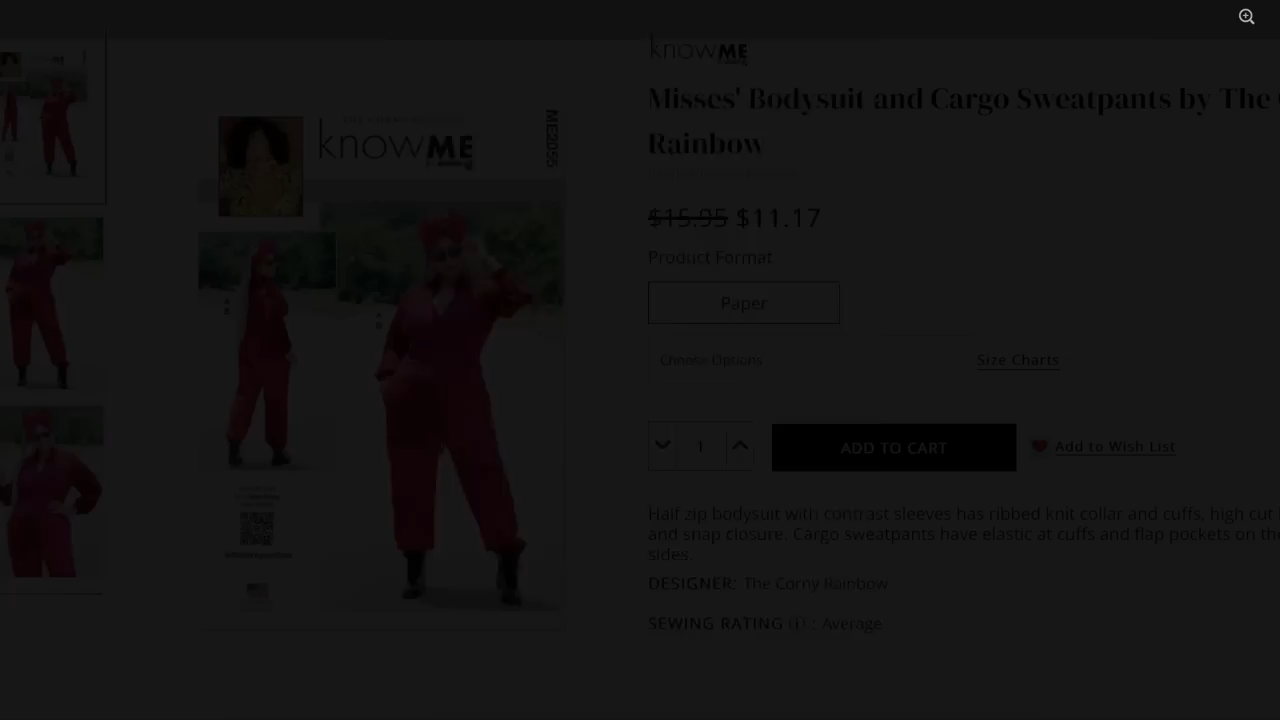 knowME
Misses' Bodysuit and Cargo Sweatpants by The
Rainbow
$15.95 $11.17
Product Format
Paper
Choose Options
Size Charts
1
ADD TO CART
Add to Wish List
Half zip bodysuit with contrast sleeves has ribbed knit collar and cuffs, high cut
and snap closure. Cargo sweatpants have elastic at cuffs and flap pockets on the
sides.
DESIGNER: The Corny Rainbow
SEWING RATING ⓘ : Average
knowME
ME2055
A
B
A
B